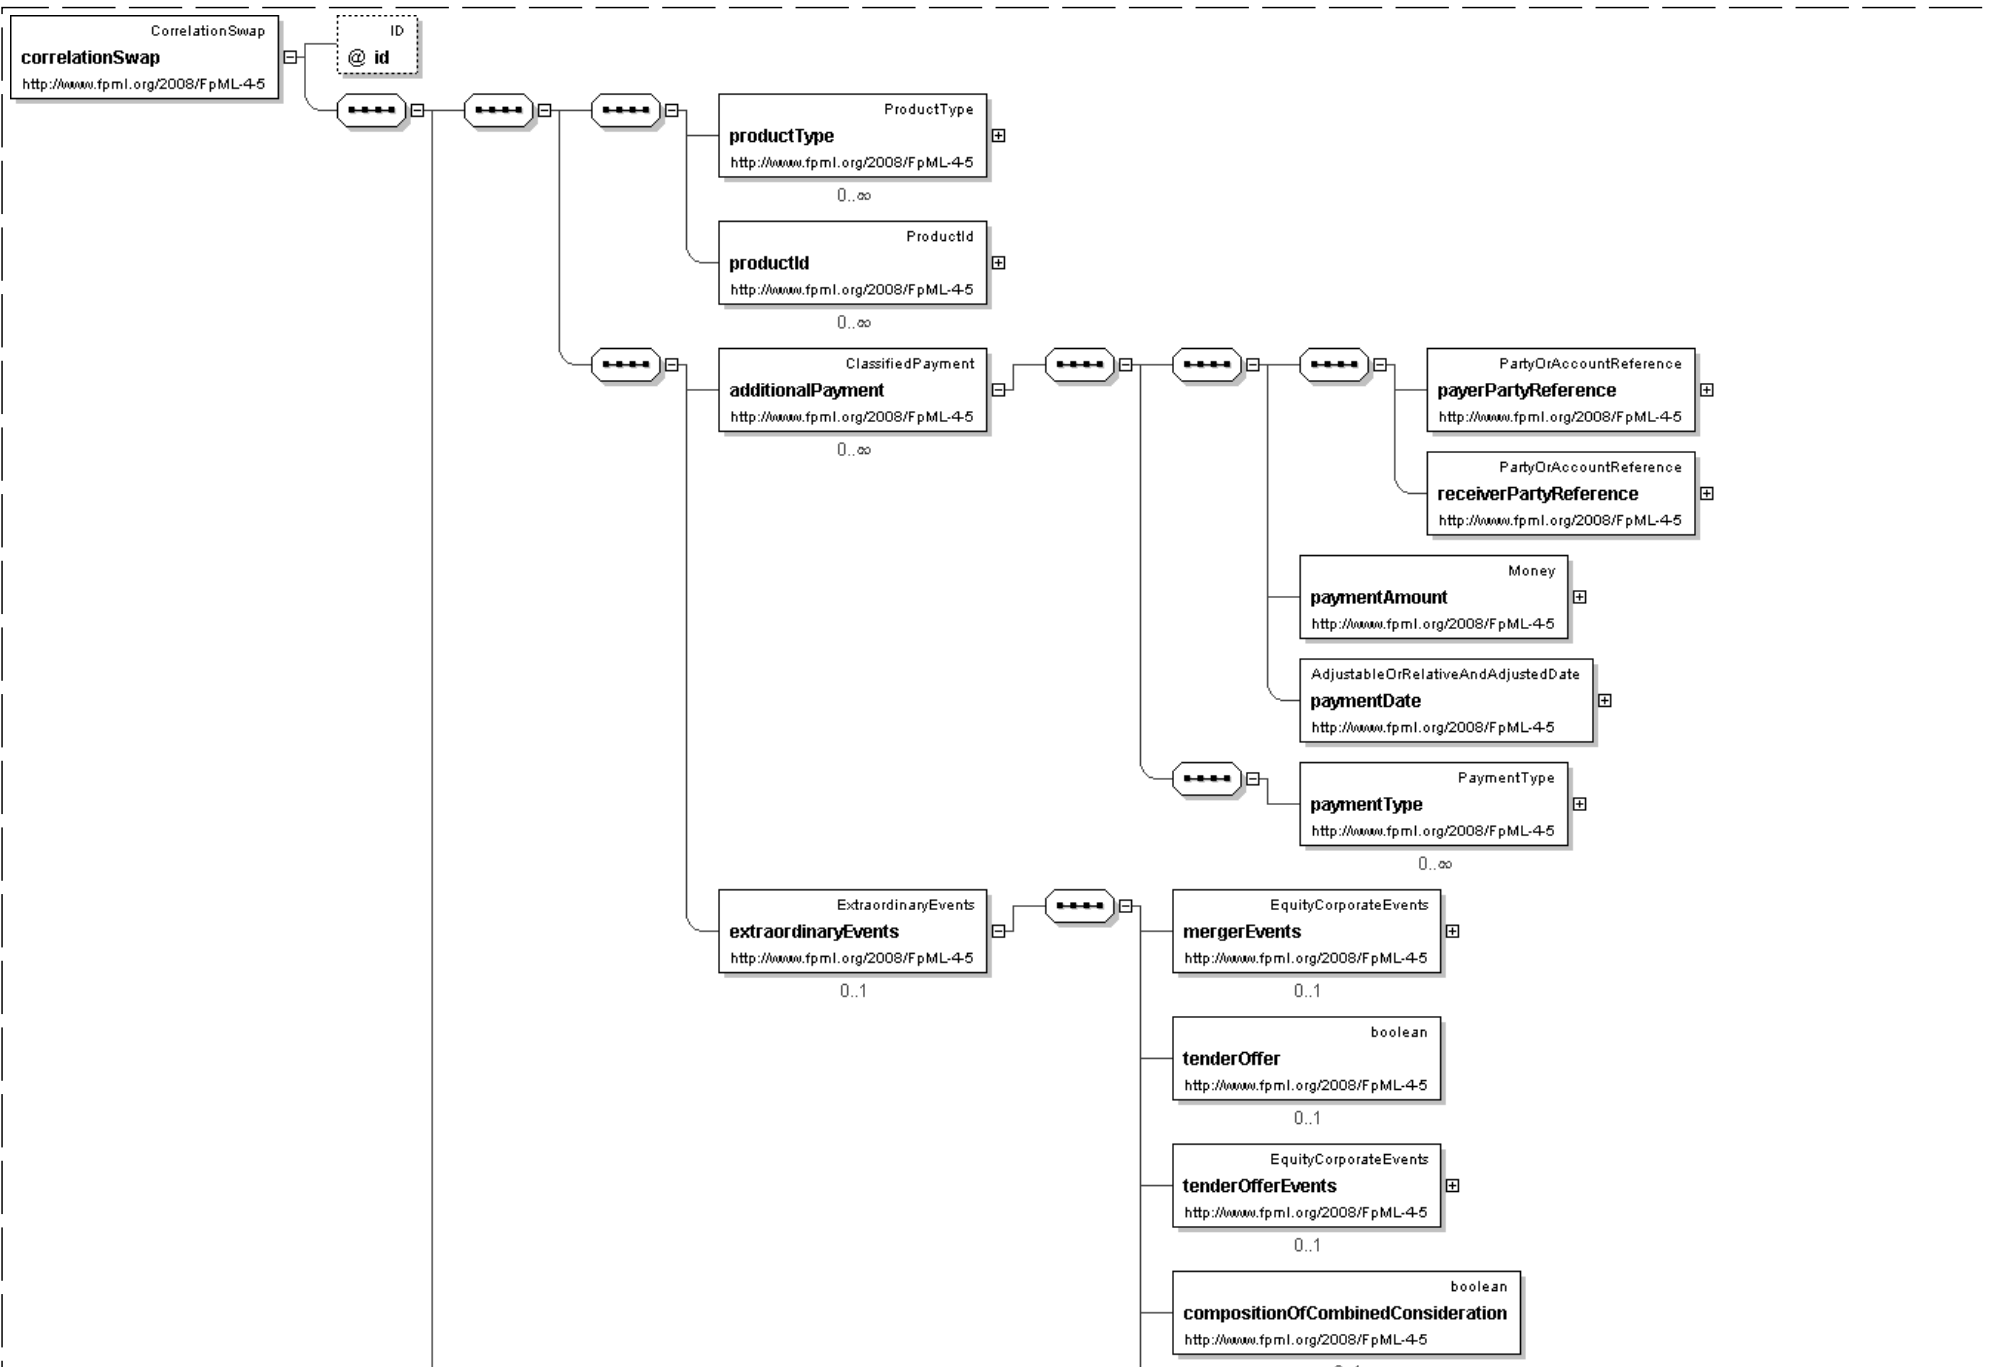 CorrelationSwap
correlationSwap
http://www.fpml.org/2008/FpML-4-5
ID
@ id
ProductType
productType
http://www.fpml.org/2008/FpML-4-5
0..∞
ProductId
productId
http://www.fpml.org/2008/FpML-4-5
0..∞
ClassifiedPayment
additionalPayment
http://www.fpml.org/2008/FpML-4-5
0..∞
PartyOrAccountReference
payerPartyReference
http://www.fpml.org/2008/FpML-4-5
PartyOrAccountReference
receiverPartyReference
http://www.fpml.org/2008/FpML-4-5
Money
paymentAmount
http://www.fpml.org/2008/FpML-4-5
AdjustableOrRelativeAndAdjustedDate
paymentDate
http://www.fpml.org/2008/FpML-4-5
PaymentType
paymentType
http://www.fpml.org/2008/FpML-4-5
0..∞
ExtraordinaryEvents
extraordinaryEvents
http://www.fpml.org/2008/FpML-4-5
0..1
EquityCorporateEvents
mergerEvents
http://www.fpml.org/2008/FpML-4-5
0..1
boolean
tenderOffer
http://www.fpml.org/2008/FpML-4-5
0..1
EquityCorporateEvents
tenderOfferEvents
http://www.fpml.org/2008/FpML-4-5
0..1
boolean
compositionOfCombinedConsideration
http://www.fpml.org/2008/FpML-4-5